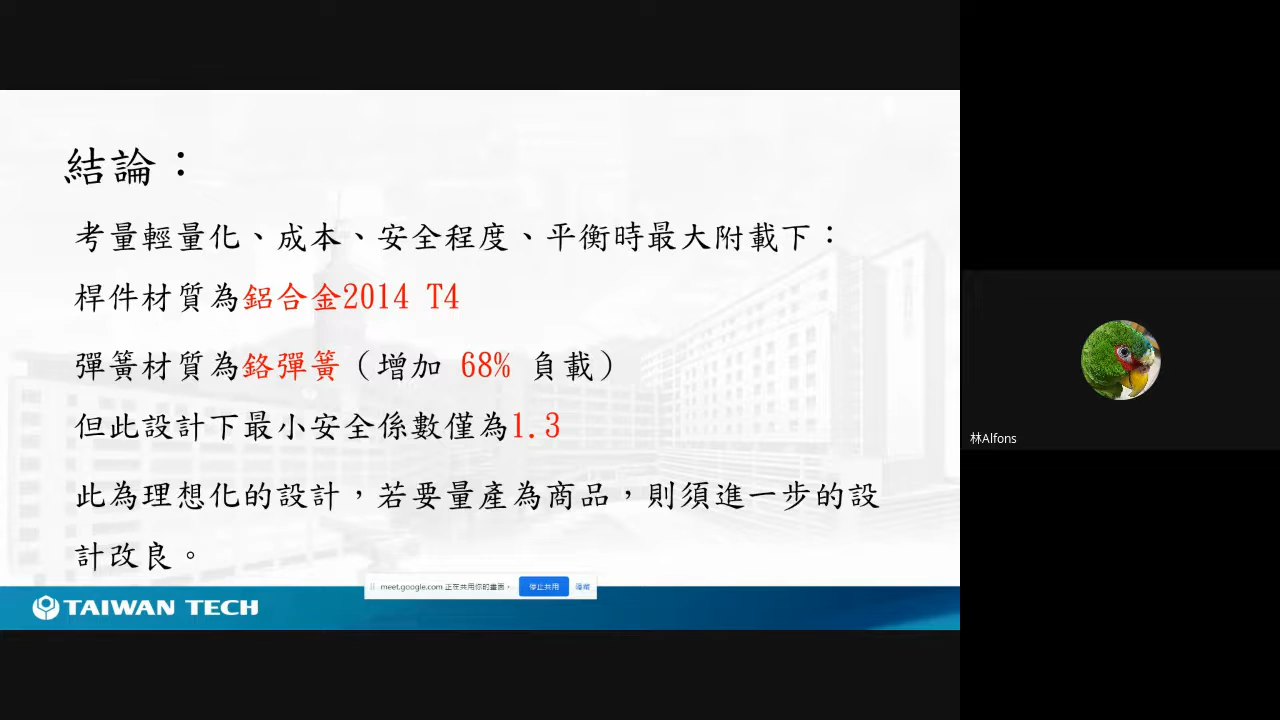 結論：
考量輕量化、成本、安全程度、平衡時最大附載下：
桿件材質為鋁合金2014 T4
彈簧材質為鉻彈簧（增加 68% 負載）
但此設計下最小安全係數僅為1.3
此為理想化的設計，若要量產為商品，則須進一步的設
計改良。
meet.google.com 正在共用你的畫面。 停止共用 隱藏
TAIWAN TECH
林Alfons